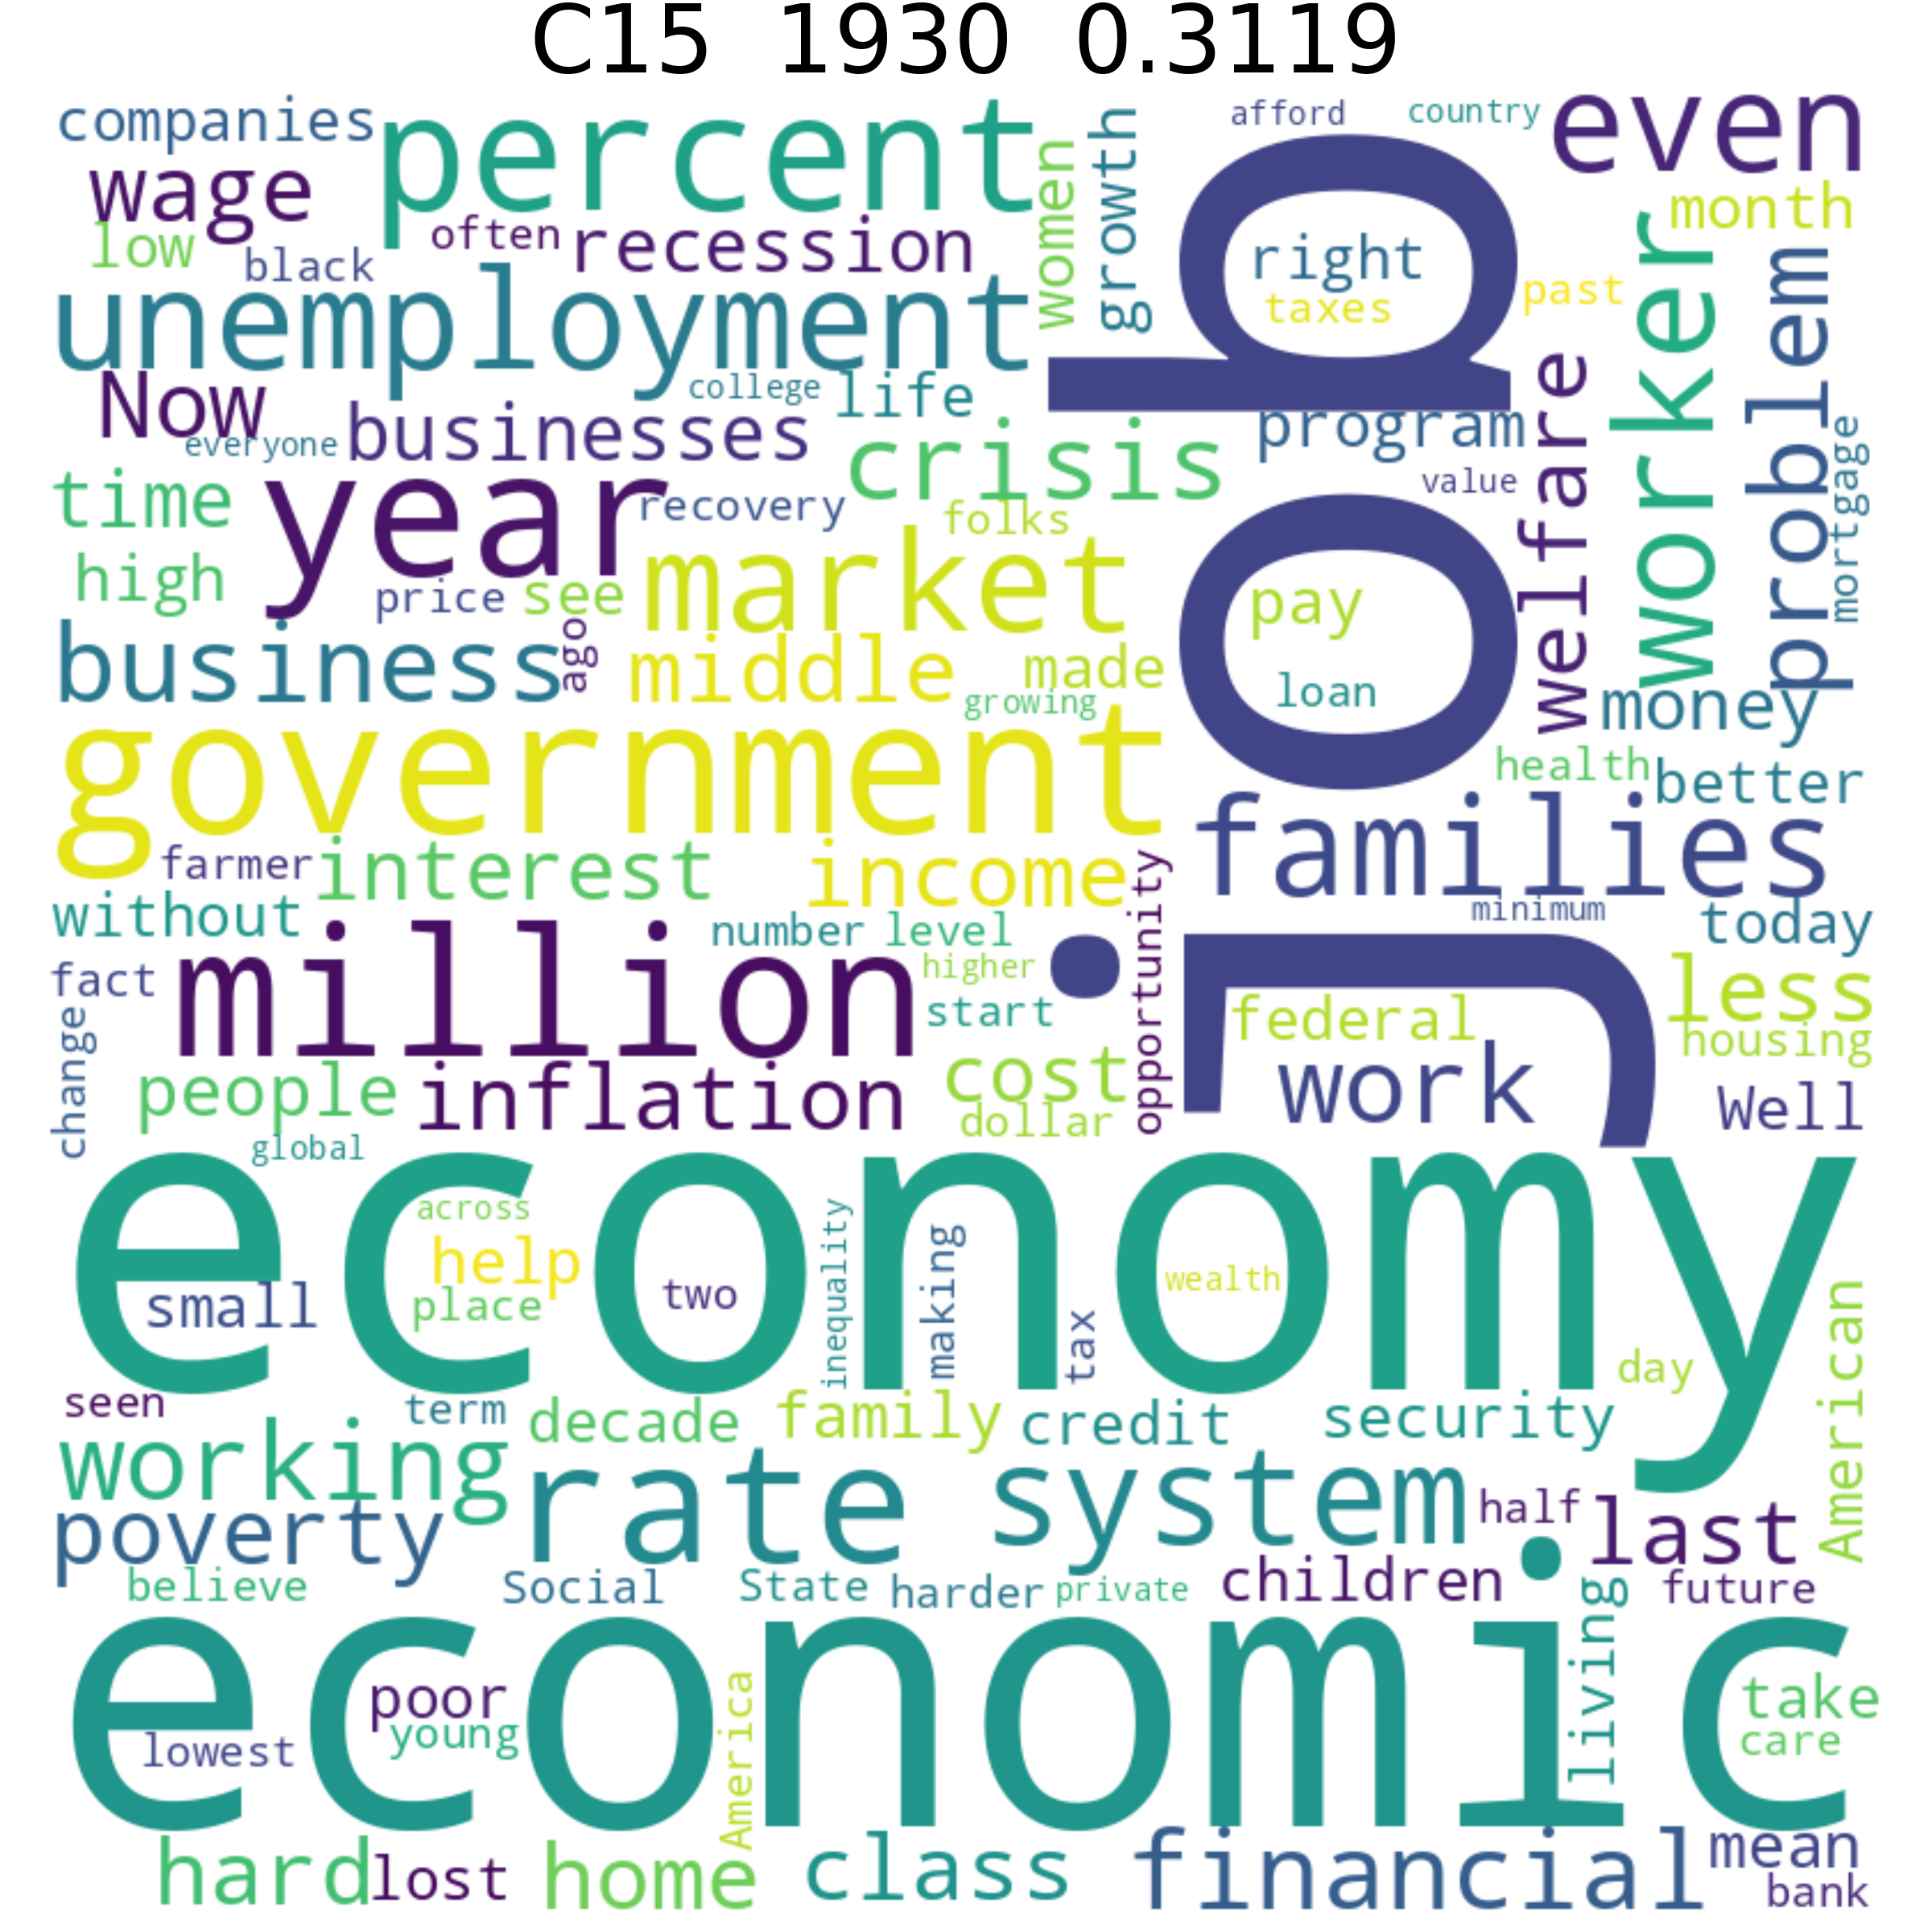 C15 1930 0.3119
companies
percent
afford
country
even
wage
women
growth
month
low
often
recession
black
right
worker
unemployment
taxes
past
problem
Now
college
life
job
everyone
businesses
program
welfare
mortgage
time
year
recovery
crisis
value
folks
high
price
see
market
pay
business
ago
middle
made
loan
money
growing
government
health
better
farmer
interest
income
families
without
number
level
opportunity
minimum
today
fact
million
higher
less
start
federal
housing
change
people
inflation
cost
work
Well
dollar
global
economy
across
help
two
inequality
making
wealth
small
place
tax
American
day
seen
term
decade
family
credit
security
working
rate
system
half
last
poverty
believe
Social
State
harder
private
children
future
economic
living
poor
young
America
take
lowest
care
hard
lost
home
class
financial
mean
bank